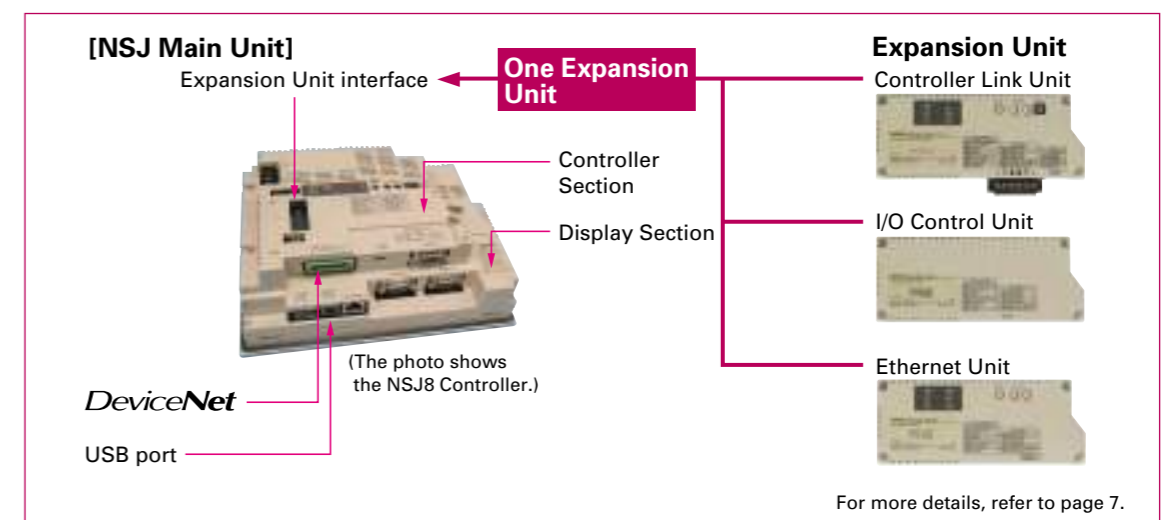 [NSJ Main Unit]
Expansion Unit interface
One Expansion
Unit
Expansion Unit
Controller Link Unit
Controller
Section
Display Section
I/O Control Unit
(The photo shows
the NSJ8 Controller.)
Ethernet Unit
DeviceNet
USB port
For more details, refer to page 7.